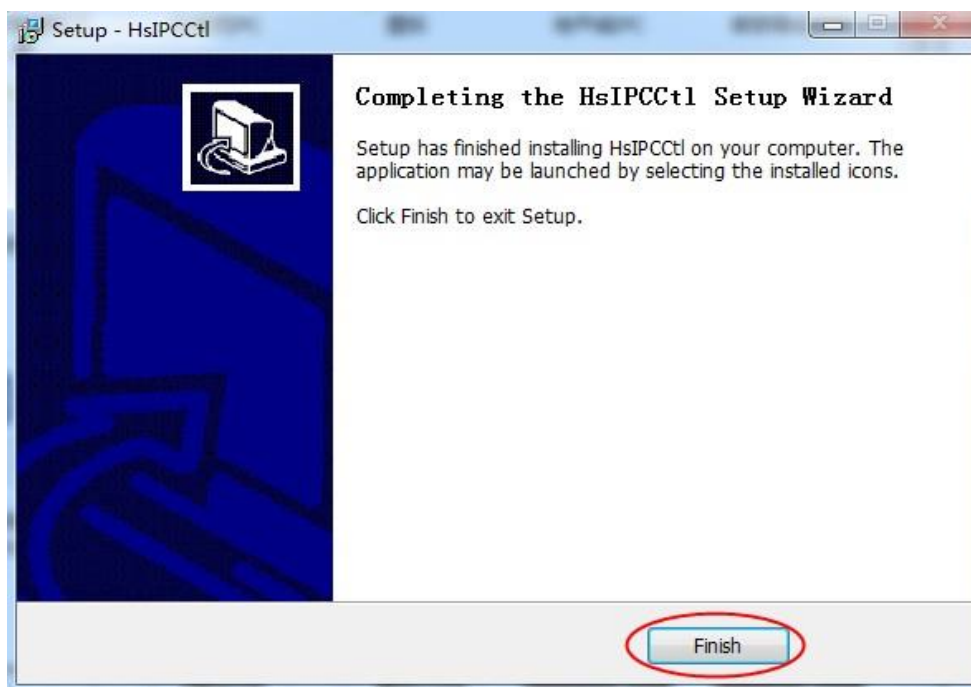 Setup - HsIPCCtl
Completing the HsIPCCtl Setup Wizard
Setup has finished installing HsIPCCtl on your computer. The
application may be launched by selecting the installed icons.
Click Finish to exit Setup.
Finish